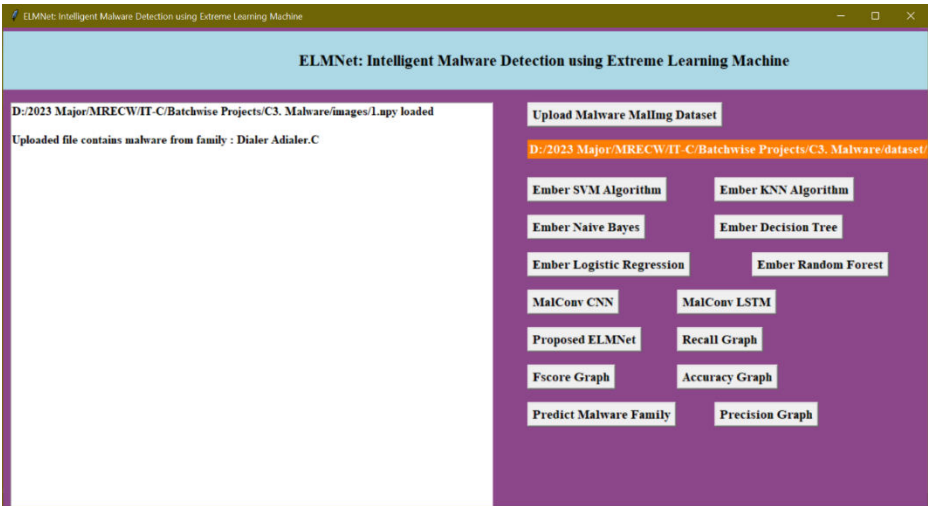 ELMNet: Intelligent Malware Detection using Extreme Learning Machine
ELMNet: Intelligent Malware Detection using Extreme Learning Machine
D:/2023 Major/MRECW/IT-C/Batchwise Projects/C3. Malware/images/1.npy loaded
Uploaded file contains malware from family : Dialer Adialer.C
Upload Malware MalImg Dataset
D:/2023 Major/MRECW/IT-C/Batchwise Projects/C3. Malware/dataset/
Ember SVM Algorithm
Ember KNN Algorithm
Ember Naive Bayes
Ember Decision Tree
Ember Logistic Regression
Ember Random Forest
MalConv CNN
MalConv LSTM
Proposed ELMNet
Recall Graph
Fscore Graph
Accuracy Graph
Predict Malware Family
Precision Graph